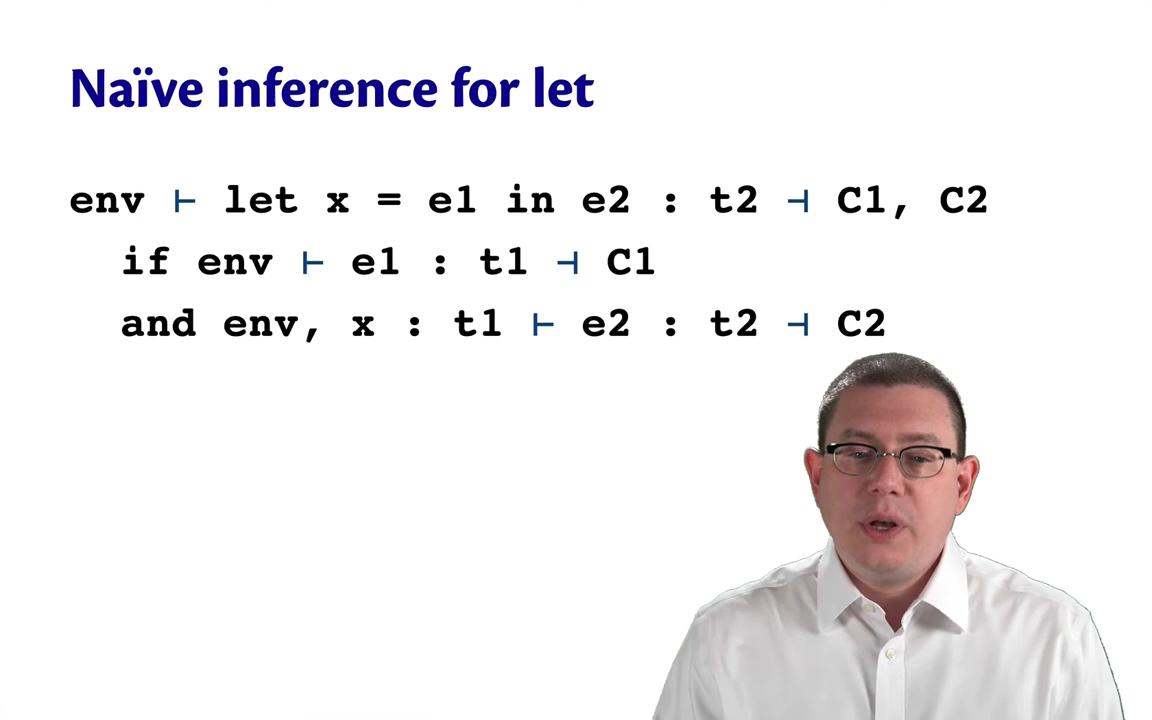 Naïve inference for let
env ⊢ let x = e1 in e2 : t2 ⊣ C1, C2
if env ⊢ e1 : t1 ⊣ C1
and env, x : t1 ⊢ e2 : t2 ⊣ C2